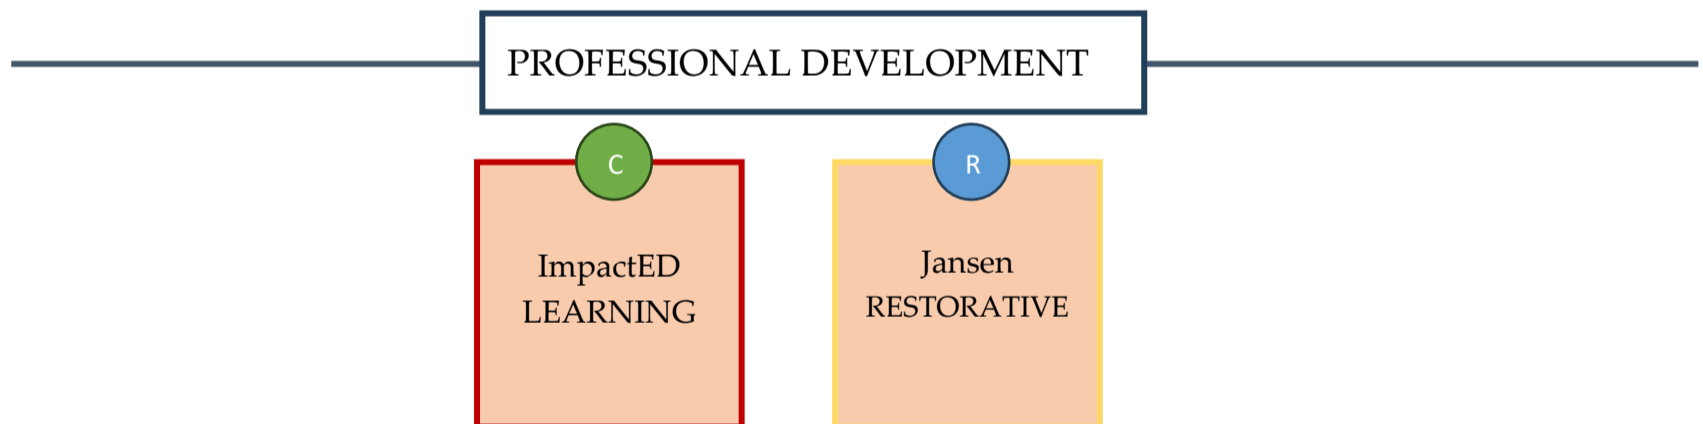 PROFESSIONAL DEVELOPMENT
C
R
ImpactED
LEARNING
Jansen
RESTORATIVE